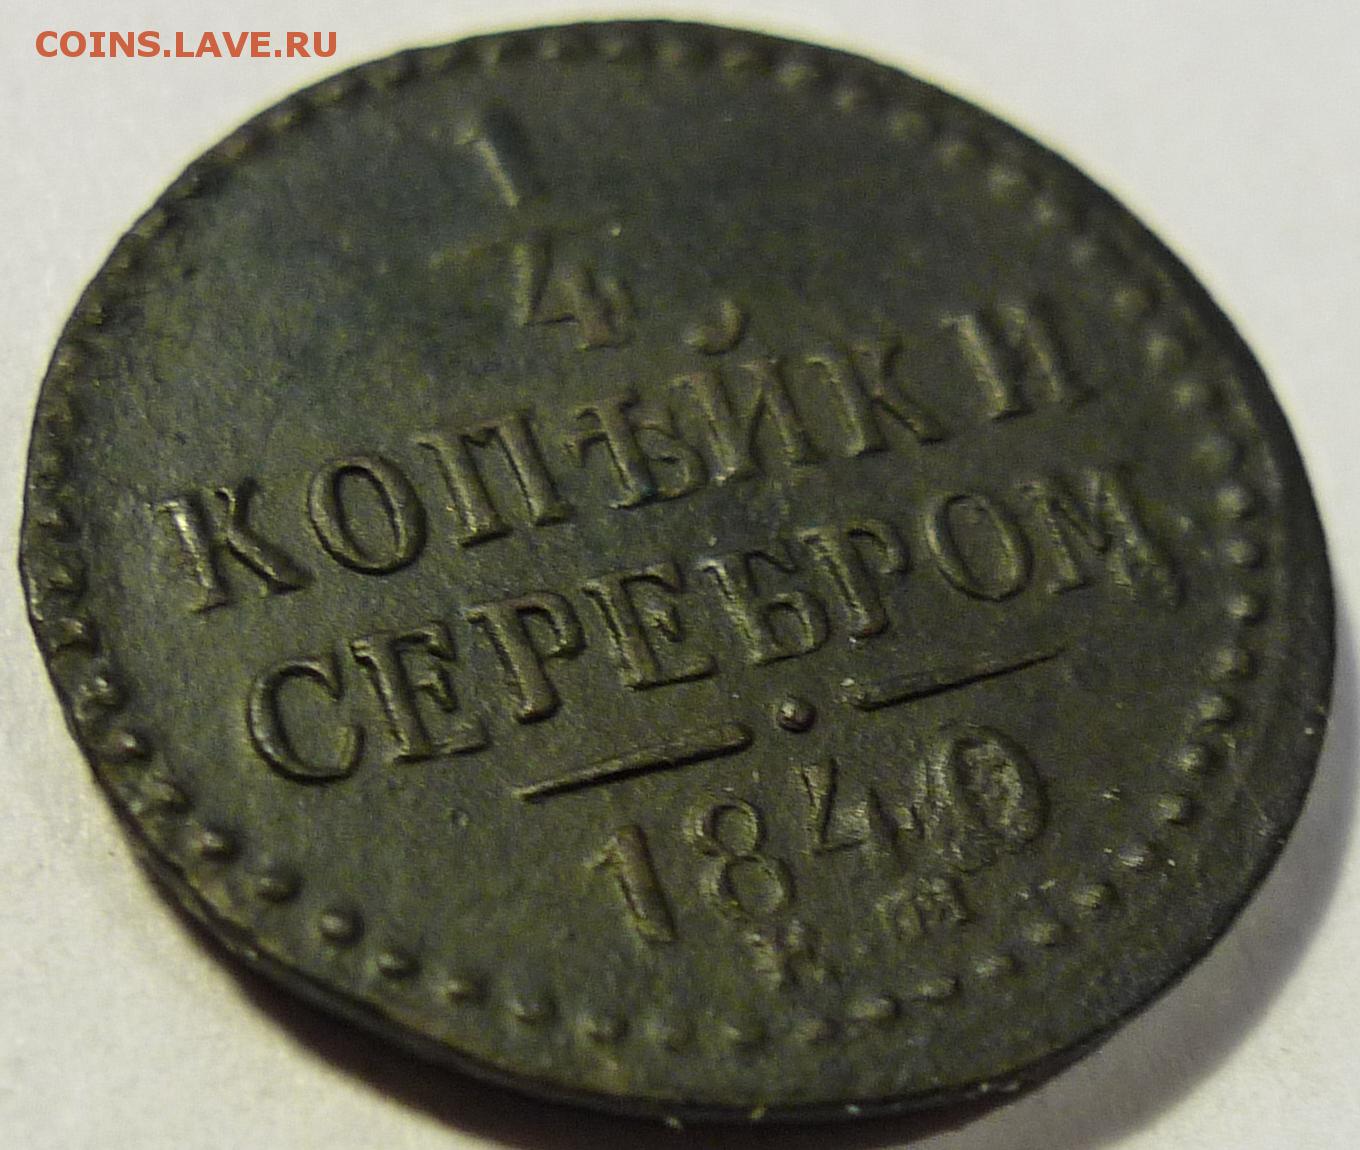 COINS.LAVE.RU
1
4
КОПѢЙКИ
СЕРЕБРОМ
1840